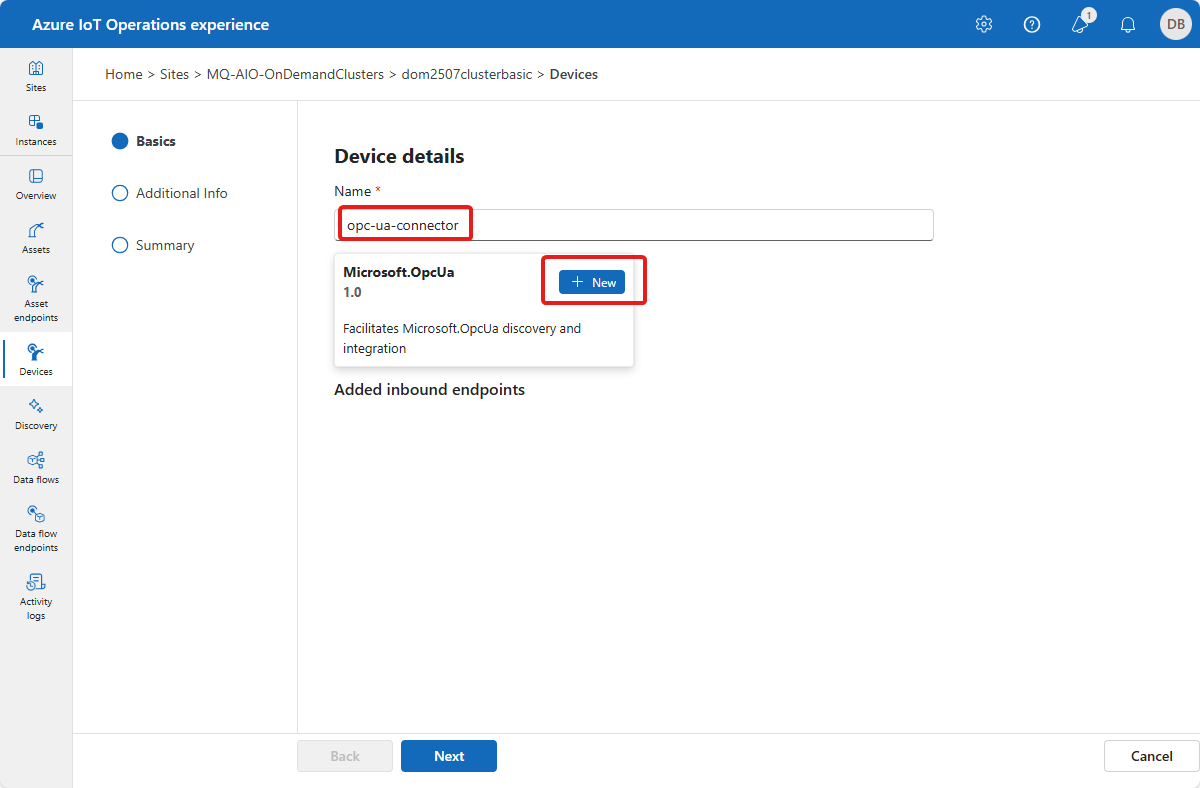 Azure IoT Operations experience
1
DB
Home > Sites > MQ-AIO-OnDemandClusters > dom2507clusterbasic > Devices
Sites
Instances
Overview
Assets
Asset
endpoints
Devices
Discovery
Data flows
Data flow
endpoints
Activity
logs
Basics
Additional Info
Summary
Device details
Name *
opc-ua-connector
Microsoft.OpcUa
1.0
+ New
Facilitates Microsoft.OpcUa discovery and
integration
Added inbound endpoints
Back
Next
Cancel